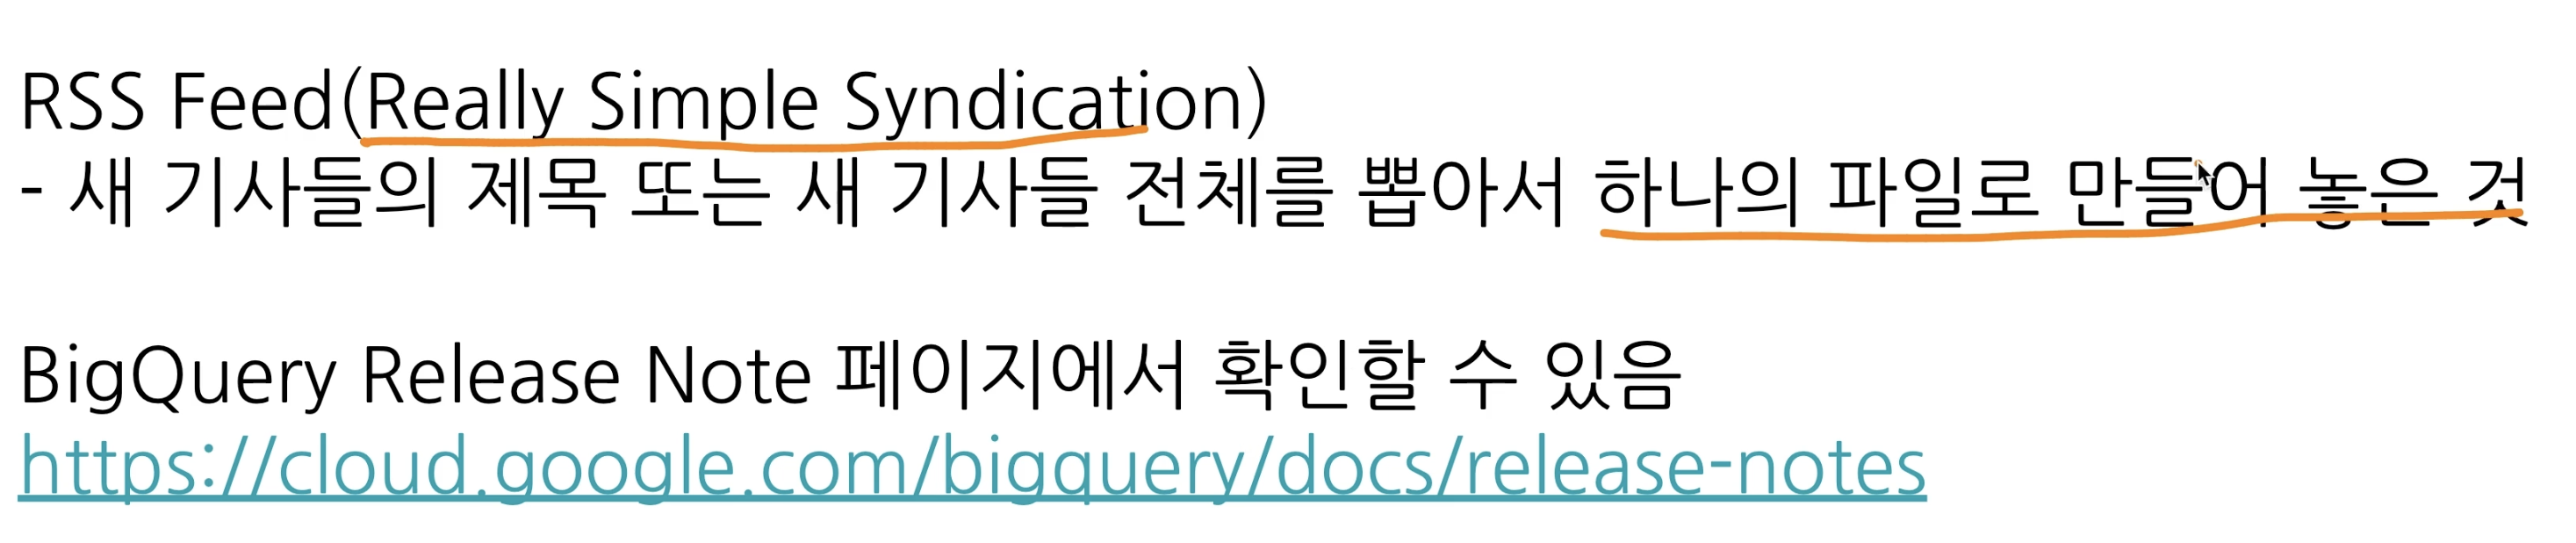 RSS Feed(Really Simple Syndication)
- 새 기사들의 제목 또는 새 기사들 전체를 뽑아서 하나의 파일로 만들어 놓은 것
BigQuery Release Note 페이지에서 확인할 수 있음
https://cloud.google.com/bigquery/docs/release-notes